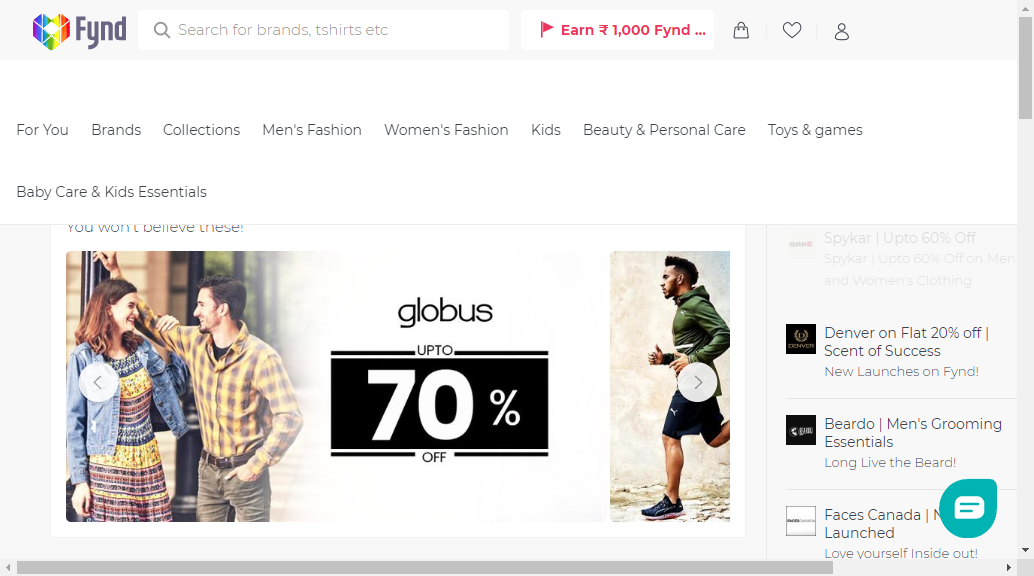 Fynd
Search for brands, tshirts etc
Earn ₹ 1,000 Fynd ...
For You
Brands
Collections
Men's Fashion
Women's Fashion
Kids
Beauty & Personal Care
Toys & games
Baby Care & Kids Essentials
You won't believe these!
globus
UPTO
70 %
OFF
Spykar | Upto 60% Off
Spykar | Upto 60% Off on Men
and Women's Clothing
DENVER
Denver on Flat 20% off |
Scent of Success
New Launches on Fynd!
BEARDO
Beardo | Men's Grooming
Essentials
Long Live the Beard!
FACES CANADA
Faces Canada | N
Launched
Love yourself Inside out!